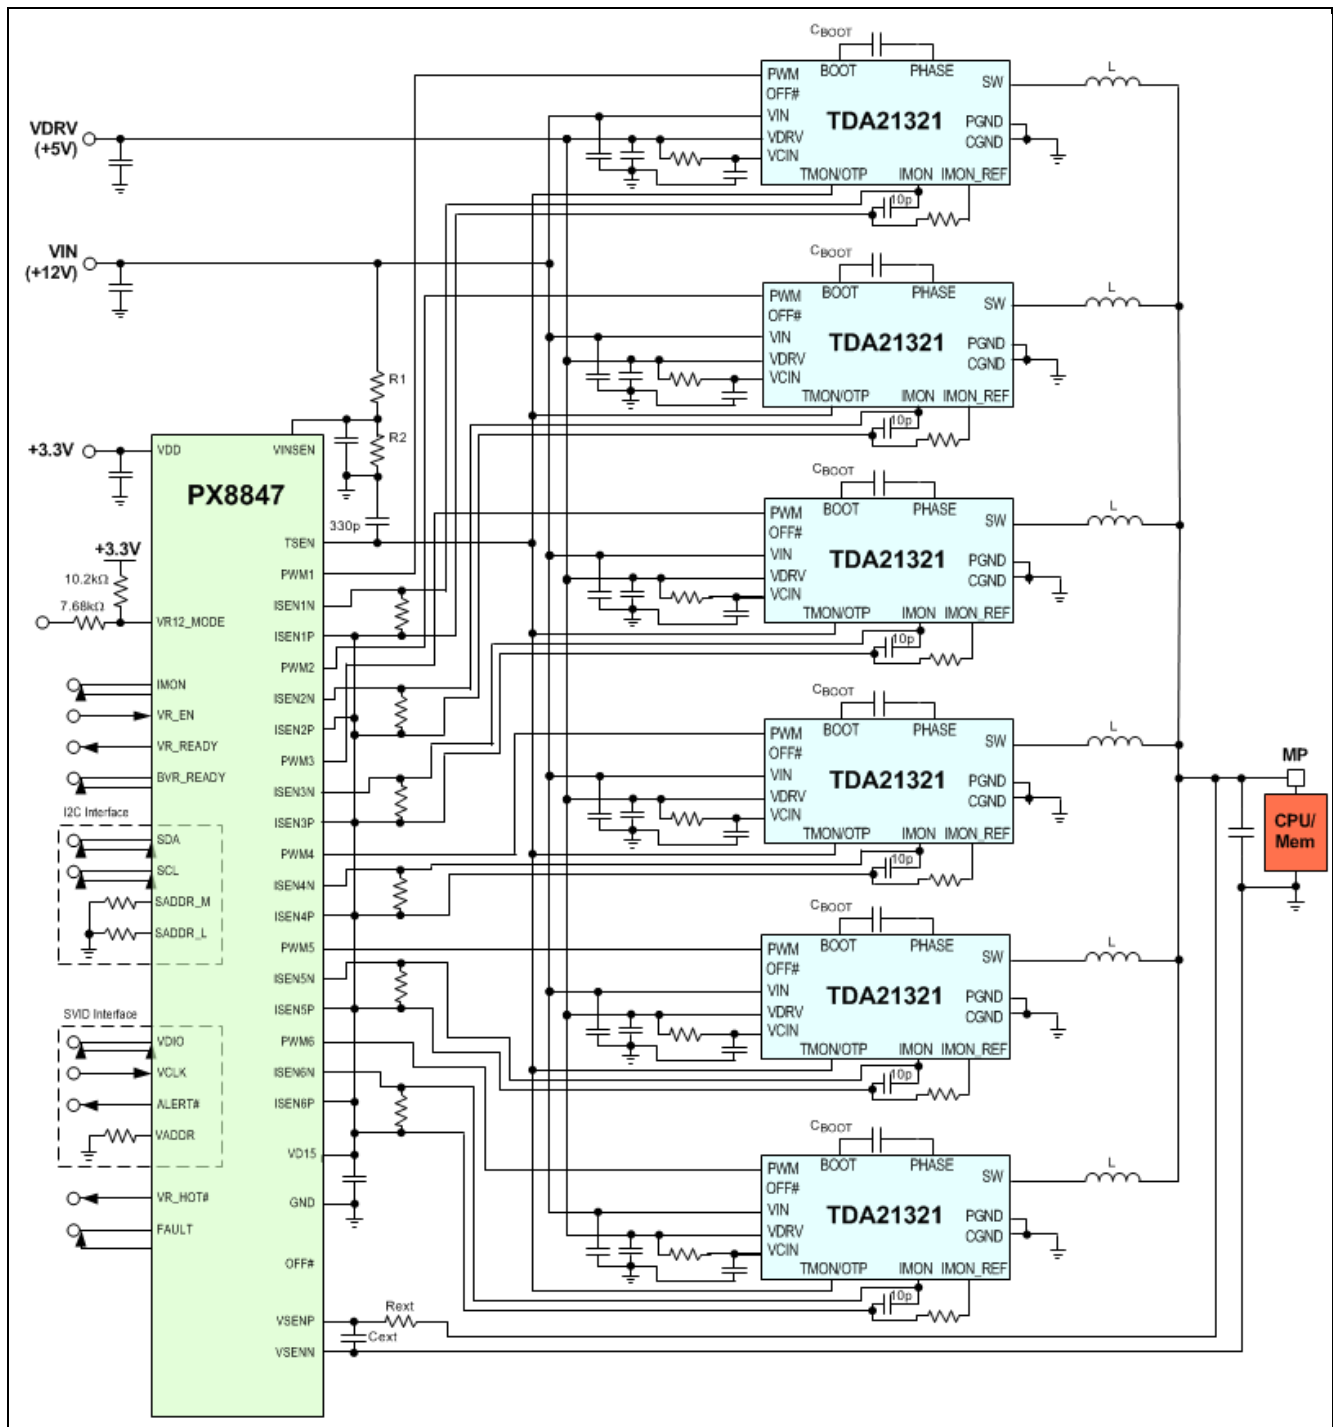 VDRV
(+5V)
VIN
(+12V)
+3.3V
+3.3V
10.2kΩ
7.68kΩ
R1
R2
330p
PX8847
VDD
VR12_MODE
IMON
VR_EN
VR_READY
BVR_READY
I2C Interface
SDA
SCL
SADDR_M
SADDR_L
SVID Interface
VDIO
VCLK
ALERT#
VADDR
VR_HOT#
FAULT
VINSEN
TSEN
PWM1
ISEN1N
ISEN1P
PWM2
ISEN2N
ISEN2P
PWM3
ISEN3N
ISEN3P
PWM4
ISEN4N
ISEN4P
PWM5
ISEN5N
ISEN5P
PWM6
ISEN6N
ISEN6P
VD15
GND
OFF#
VSENP
VSENN
Rext
Cext
CBOOT
BOOT PHASE
PWM
OFF#
VIN
VDRV
VCIN
TDA21321
SW
PGND
CGND
TMON/OTP IMON IMON_REF
10p
L
CBOOT
BOOT PHASE
PWM
OFF#
VIN
VDRV
VCIN
TDA21321
SW
PGND
CGND
TMON/OTP IMON IMON_REF
10p
L
CBOOT
BOOT PHASE
PWM
OFF#
VIN
VDRV
VCIN
TDA21321
SW
PGND
CGND
TMON/OTP IMON IMON_REF
10p
L
CBOOT
BOOT PHASE
PWM
OFF#
VIN
VDRV
VCIN
TDA21321
SW
PGND
CGND
TMON/OTP IMON IMON_REF
10p
L
CBOOT
BOOT PHASE
PWM
OFF#
VIN
VDRV
VCIN
TDA21321
SW
PGND
CGND
TMON/OTP IMON IMON_REF
10p
L
CBOOT
BOOT PHASE
PWM
OFF#
VIN
VDRV
VCIN
TDA21321
SW
PGND
CGND
TMON/OTP IMON IMON_REF
10p
L
MP
CPU/
Mem